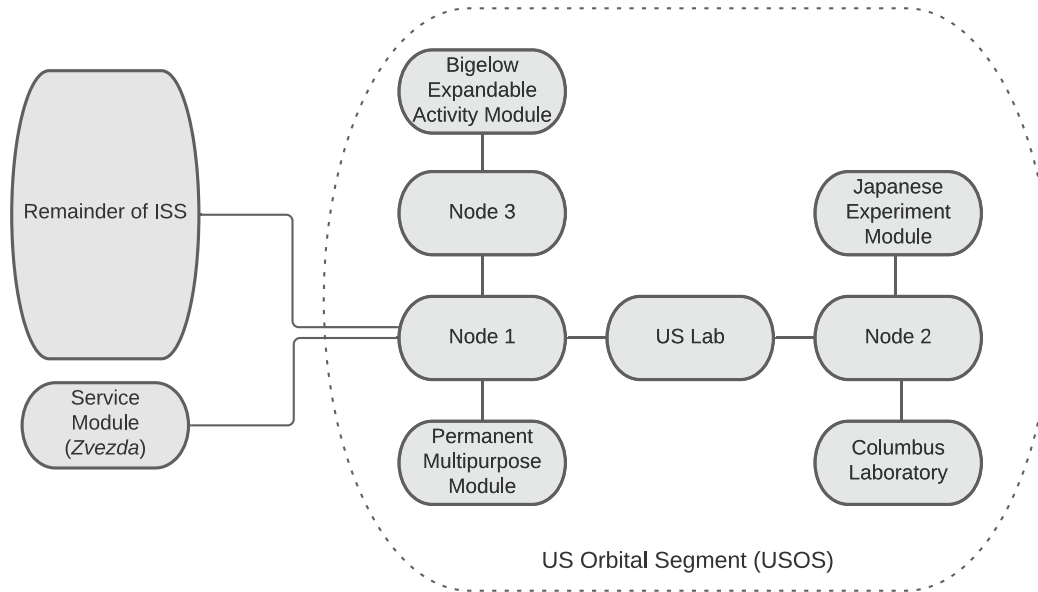 Bigelow
Expandable
Activity Module
Remainder of ISS
Node 3
Japanese
Experiment
Module
Node 1
US Lab
Node 2
Service
Module
(Zvezda)
Permanent
Multipurpose
Module
Columbus
Laboratory
US Orbital Segment (USOS)